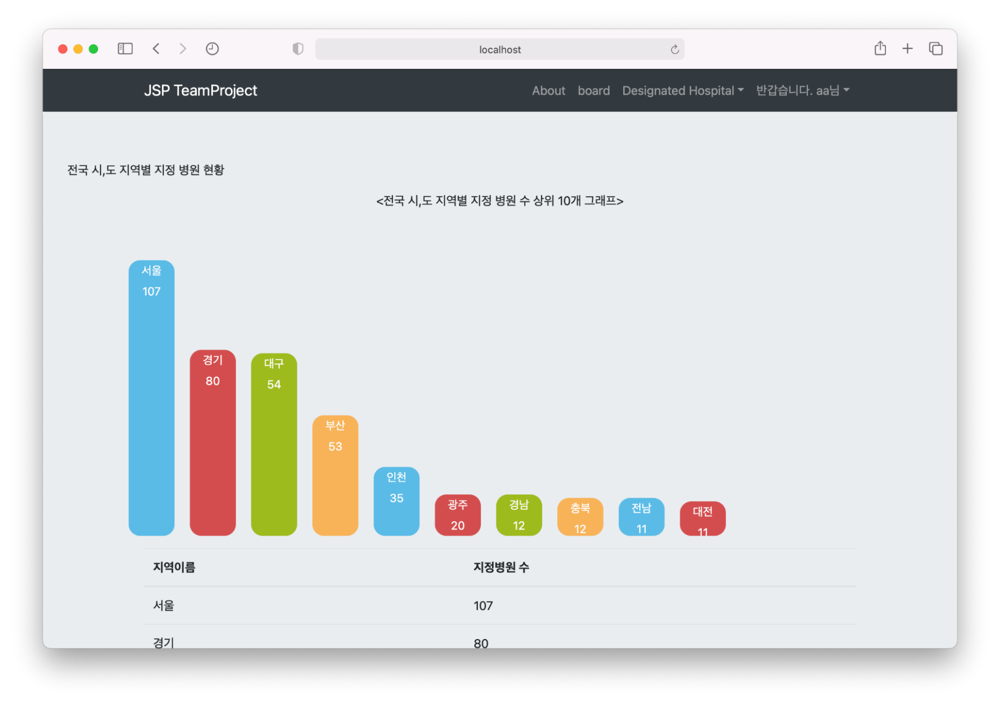 localhost
JSP TeamProject
About board Designated Hospital 반갑습니다. aa님
전국 시,도 지역별 지정 병원 현황
<전국 시,도 지역별 지정 병원 수 상위 10개 그래프>
서울
107
경기
80
대구
54
부산
53
인천
35
광주
20
경남
12
충북
12
전남
11
대전
11
지역이름 지정병원 수
서울 107
경기 80